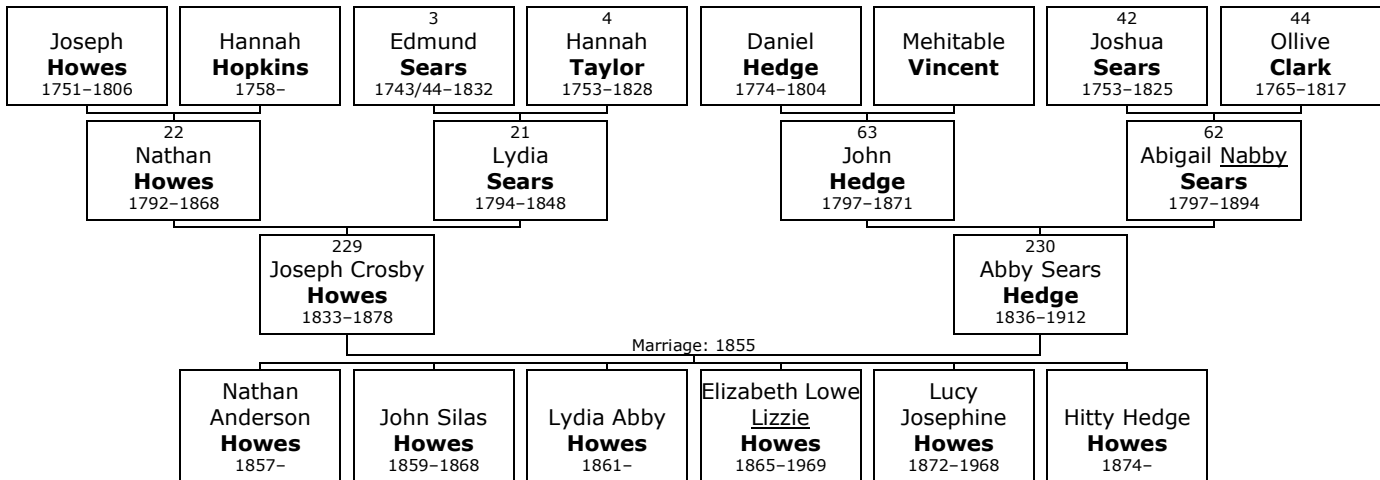 Joseph
Howes
1751–1806
Hannah
Hopkins
1758–
3
Edmund
Sears
1743/44–1832
4
Hannah
Taylor
1753–1828
Daniel
Hedge
1774–1804
Mehitable
Vincent
42
Joshua
Sears
1753–1825
44
Ollive
Clark
1765–1817
22
Nathan
Howes
1792–1868
21
Lydia
Sears
1794–1848
63
John
Hedge
1797–1871
62
Abigail Nabby
Sears
1797–1894
229
Joseph Crosby
Howes
1833–1878
230
Abby Sears
Hedge
1836–1912
Marriage: 1855
Nathan
Anderson
Howes
1857–
John Silas
Howes
1859–1868
Lydia Abby
Howes
1861–
Elizabeth Lowe
Lizzie
Howes
1865–1969
Lucy
Josephine
Howes
1872–1968
Hitty Hedge
Howes
1874–